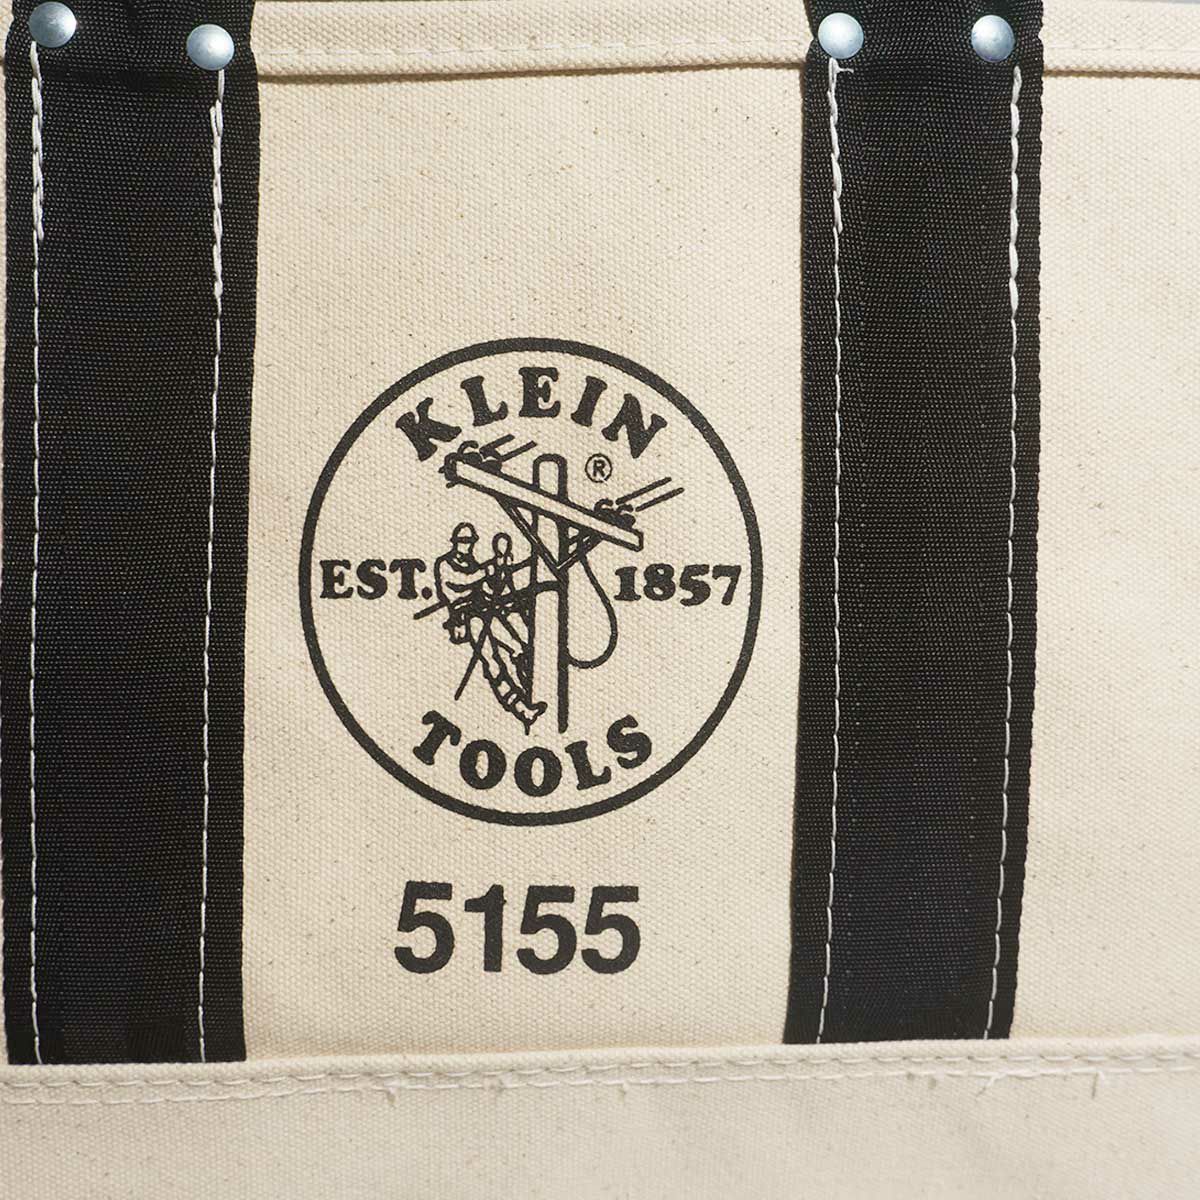 KLEIN
®
EST. 1857
TOOLS
5155